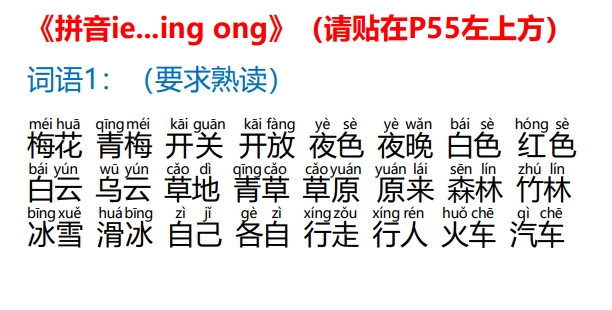 《拼音ie...ing ong》（请贴在P55左上方）
词语1：（要求熟读）
méi huā qīng méi kāi guān kāi fàng yè sè yè wǎn bái sè hóng sè
梅花 青梅 开关 开放 夜色 夜晚 白色 红色
bái yún wū yún cǎo dì qīng cǎo cǎo yuán yuán lái sēn lín zhú lín
白云 乌云 草地 青草 草原 原来 森林 竹林
bīng xuě huá bīng zì jǐ gè zì xíng zǒu xíng rén huǒ chē qì chē
冰雪 滑冰 自己 各自 行走 行人 火车 汽车